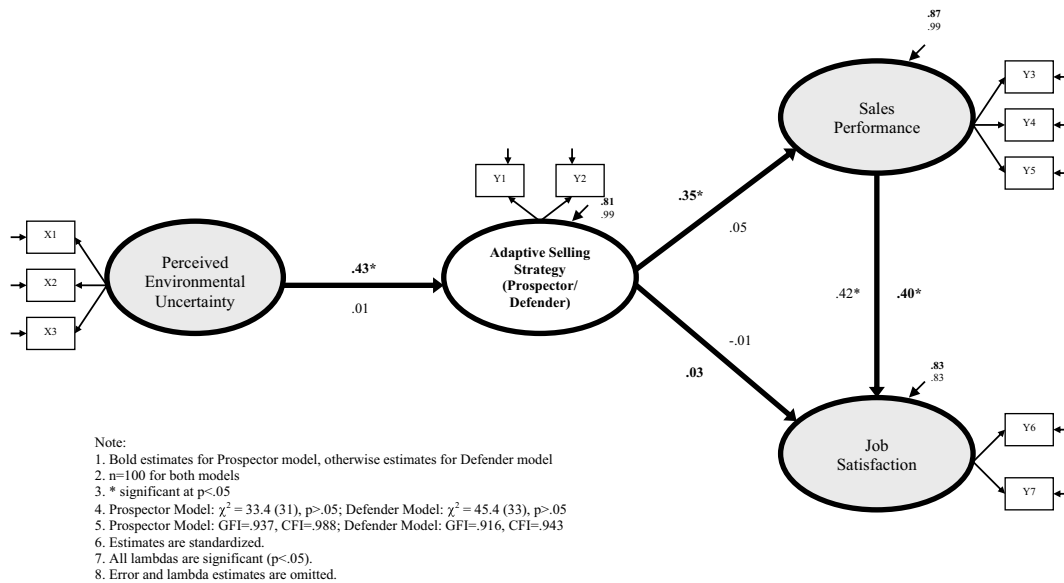 .87
.99
Y3
Sales
Performance
Y4
Y5
Y1
Y2
.81
.99
.35*
.05
X1
X2
X3
Perceived
Environmental
Uncertainty
.43*
.01
Adaptive Selling
Strategy
(Prospector/
Defender)
.42*
.40*
-.01
.03
.83
.83
Y6
Job
Satisfaction
Y7
Note:
1. Bold estimates for Prospector model, otherwise estimates for Defender model
2. n=100 for both models
3. * significant at p<.05
4. Prospector Model: χ² = 33.4 (31), p>.05; Defender Model: χ² = 45.4 (33), p>.05
5. Prospector Model: GFI=.937, CFI=.988; Defender Model: GFI=.916, CFI=.943
6. Estimates are standardized.
7. All lambdas are significant (p<.05).
8. Error and lambda estimates are omitted.